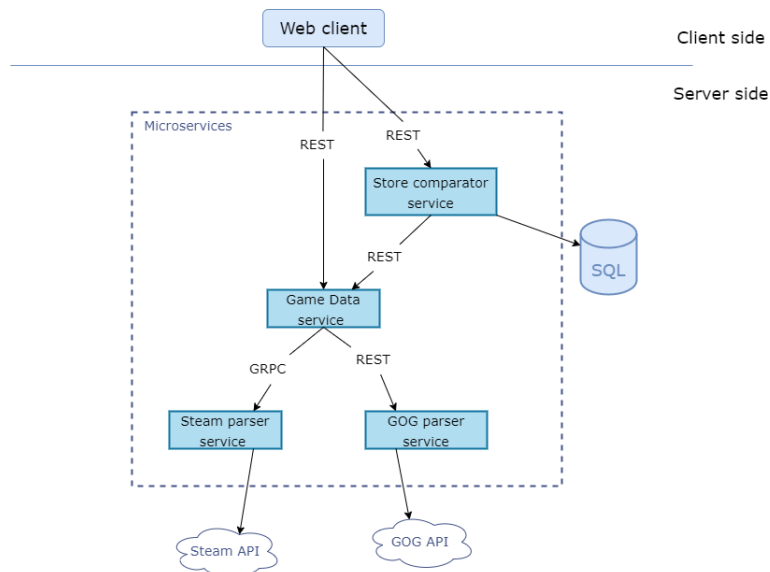 Web client
Client side
Server side
Microservices
REST
REST
Store comparator
service
REST
SQL
Game Data
service
GRPC
REST
Steam parser
service
GOG parser
service
Steam API
GOG API